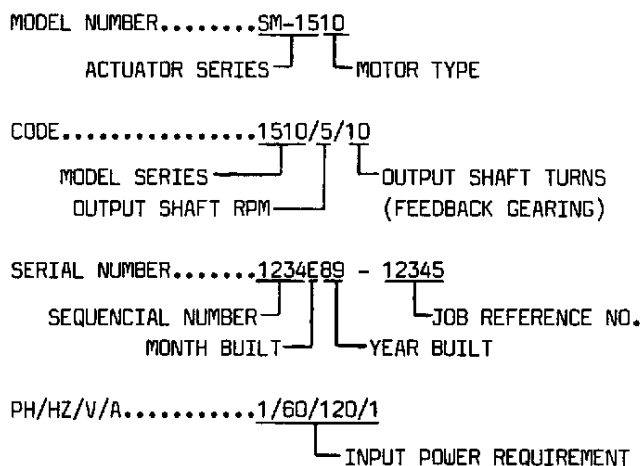 MODEL NUMBER........SM-1510
ACTUATOR SERIES MOTOR TYPE
CODE................1510/5/10
MODEL SERIES OUTPUT SHAFT TURNS
OUTPUT SHAFT RPM (FEEDBACK GEARING)
SERIAL NUMBER.......1234E89 - 12345
SEQUENCIAL NUMBER JOB REFERENCE NO.
MONTH BUILT YEAR BUILT
PH/HZ/V/A...........1/60/120/1
INPUT POWER REQUIREMENT